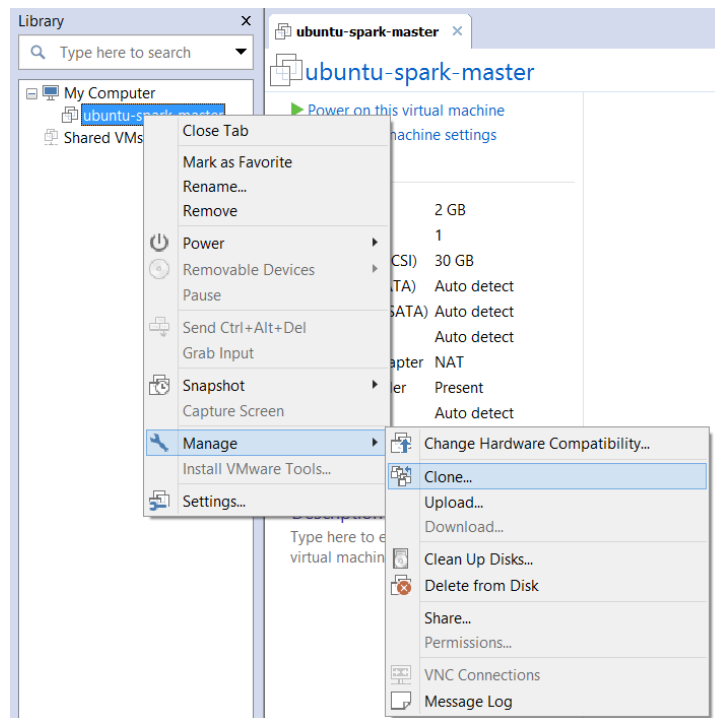 Library x
Type here to search
My Computer
ubuntu-spark-master
Shared VMs
ubuntu-spark-master ×
ubuntu-spark-master
Power on this virtual machine
achine settings
2 GB
1
CSI) 30 GB
TA) Auto detect
SATA) Auto detect
Auto detect
apter NAT
ler Present
Auto detect
Description
Type here to e
virtual machin
Close Tab
Mark as Favorite
Rename...
Remove
Power
Removable Devices
Pause
Send Ctrl+Alt+Del
Grab Input
Snapshot
Capture Screen
Manage
Install VMware Tools...
Settings...
Change Hardware Compatibility...
Clone...
Upload...
Download...
Clean Up Disks...
Delete from Disk
Share...
Permissions...
VNC Connections
Message Log